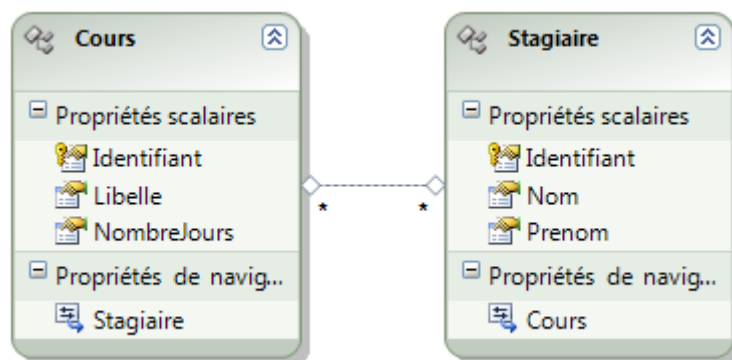 Cours
Propriétés scalaires
Identifiant
Libelle
NombreJours
Propriétés de navig...
Stagiaire
*
*
Stagiaire
Propriétés scalaires
Identifiant
Nom
Prenom
Propriétés de navig...
Cours